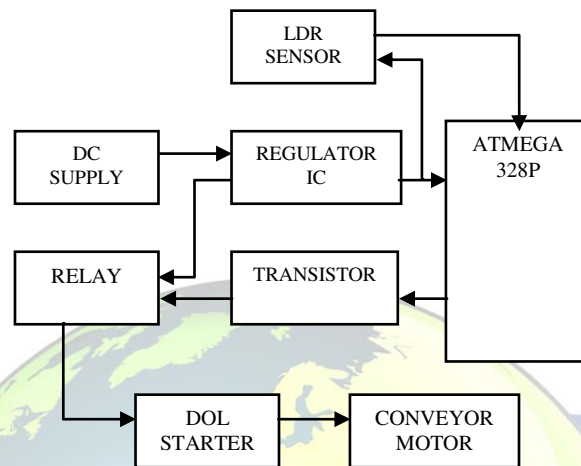 LDR
SENSOR
DC
SUPPLY
REGULATOR
IC
ATMEGA
328P
RELAY
TRANSISTOR
DOL
STARTER
CONVEYOR
MOTOR